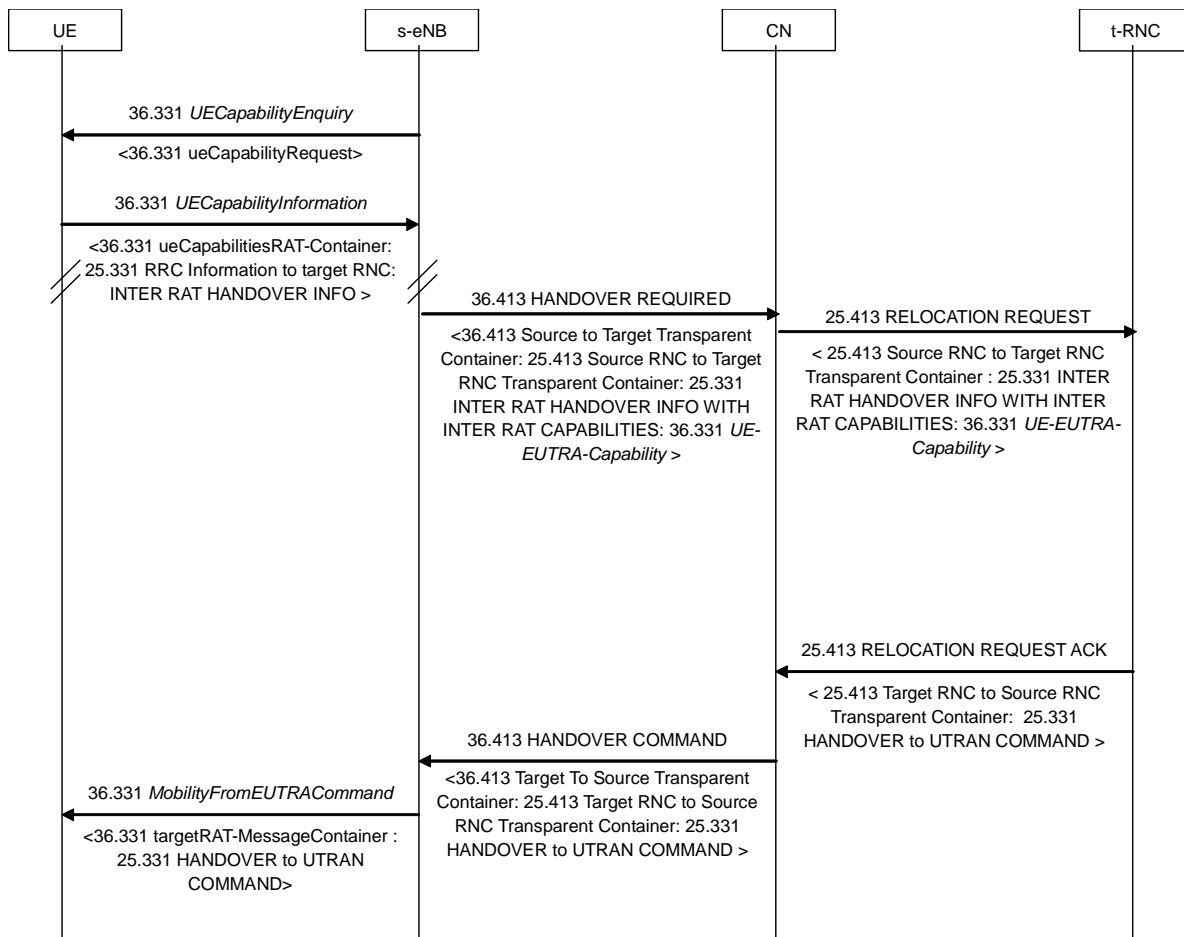 UE
s-eNB
CN
t-RNC
36.331 UECapabilityEnquiry
<36.331 ueCapabilityRequest>
36.331 UECapabilityInformation
<36.331 ueCapabilitiesRAT-Container:
25.331 RRC Information to target RNC:
INTER RAT HANDOVER INFO >
36.413 HANDOVER REQUIRED
<36.413 Source to Target Transparent
Container: 25.413 Source RNC to Target
RNC Transparent Container: 25.331
INTER RAT HANDOVER INFO WITH
INTER RAT CAPABILITIES: 36.331 UE-
EUTRA-Capability >
25.413 RELOCATION REQUEST
< 25.413 Source RNC to Target RNC
Transparent Container : 25.331 INTER
RAT HANDOVER INFO WITH INTER
RAT CAPABILITIES: 36.331 UE-EUTRA-
Capability >
25.413 RELOCATION REQUEST ACK
< 25.413 Target RNC to Source RNC
Transparent Container: 25.331
HANDOVER to UTRAN COMMAND >
36.413 HANDOVER COMMAND
<36.413 Target To Source Transparent
Container: 25.413 Target RNC to Source
RNC Transparent Container: 25.331
HANDOVER to UTRAN COMMAND >
36.331 MobilityFromEUTRACommand
<36.331 targetRAT-MessageContainer :
25.331 HANDOVER to UTRAN
COMMAND>